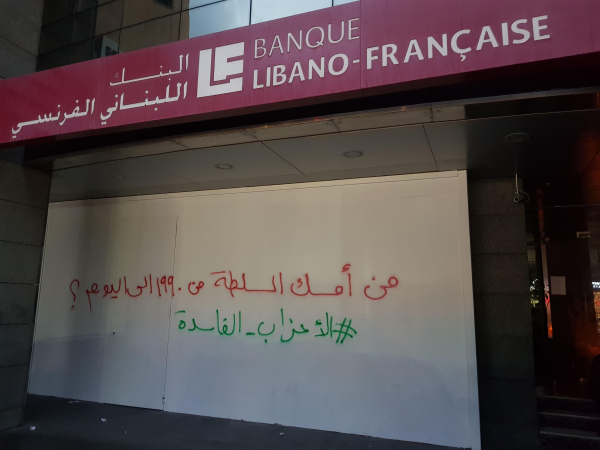 البنك
اللبناني الفرنسي
BANQUE
LIBANO-FRANÇAISE
من أمسك السلطة من ١٩٩٠ الى اليوم ؟
#الأحزاب_الفاسدة